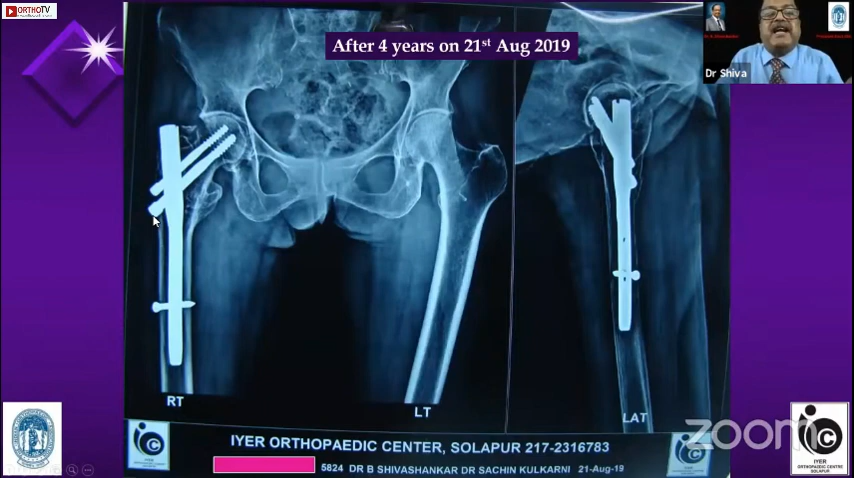 ORTHOTV
After 4 years on 21st Aug 2019
Dr Shiva
RT
LT
LAT
zoom
IYER ORTHOPAEDIC CENTER, SOLAPUR 217-2316783
5824 DR B SHIVASHANKAR DR SACHIN KULKARNI 21-Aug-19
IYER
IYER
ORTHOPAEDIC CENTRE
SOLAPUR